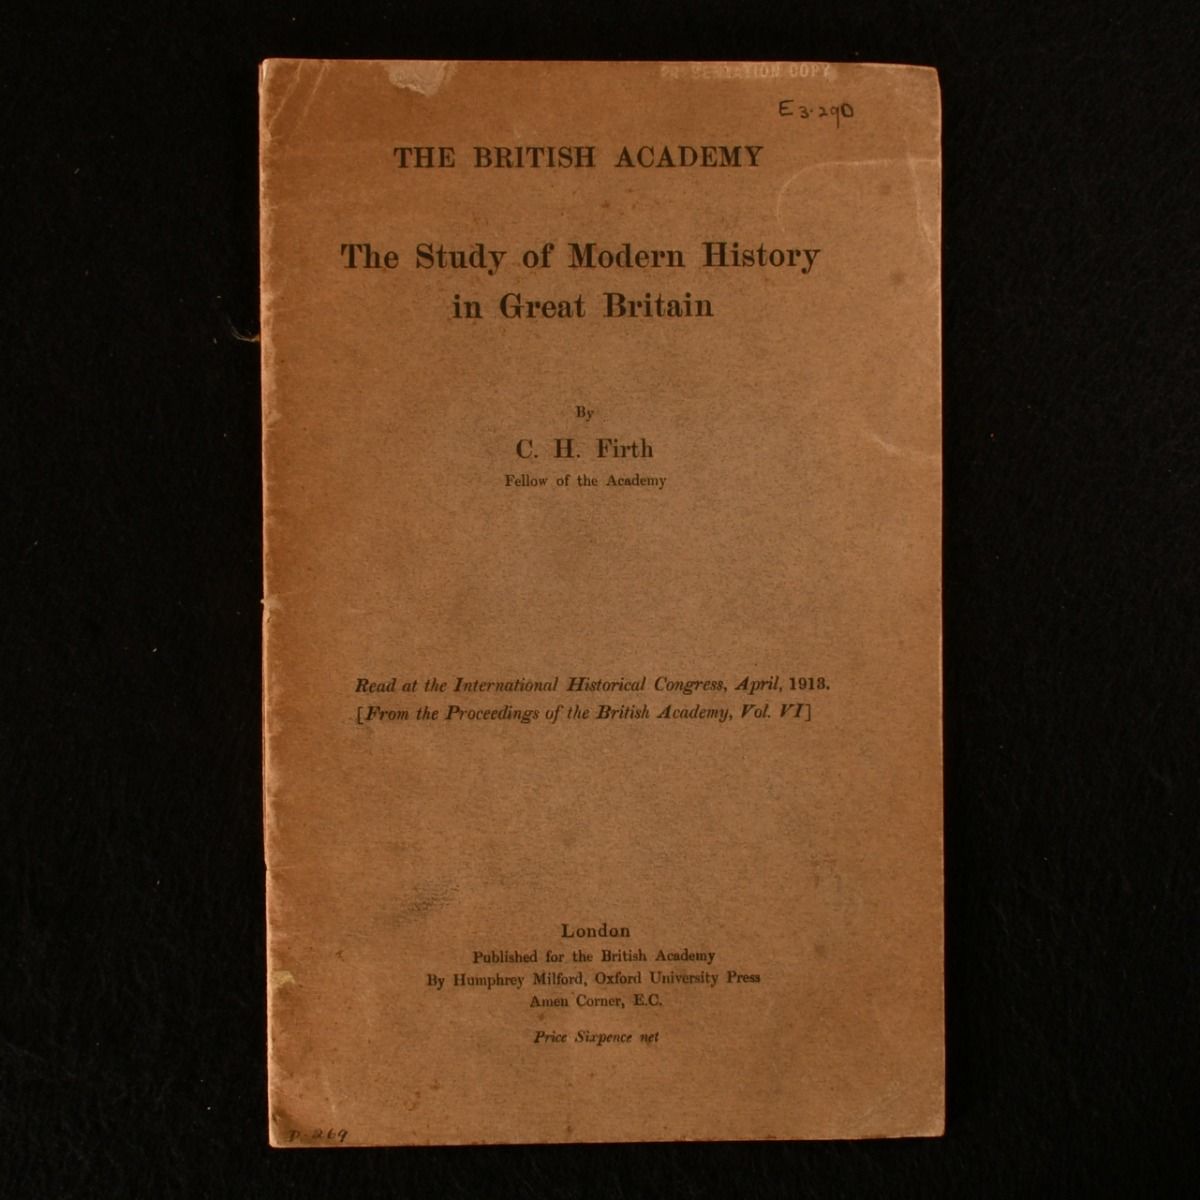 PRESENTATION COPY
E 3.290
THE BRITISH ACADEMY
The Study of Modern History
in Great Britain
By
C. H. Firth
Fellow of the Academy
Read at the International Historical Congress, April, 1913.
[From the Proceedings of the British Academy, Vol. VI]
London
Published for the British Academy
By Humphrey Milford, Oxford University Press
Amen Corner, E.C.
Price Sixpence net